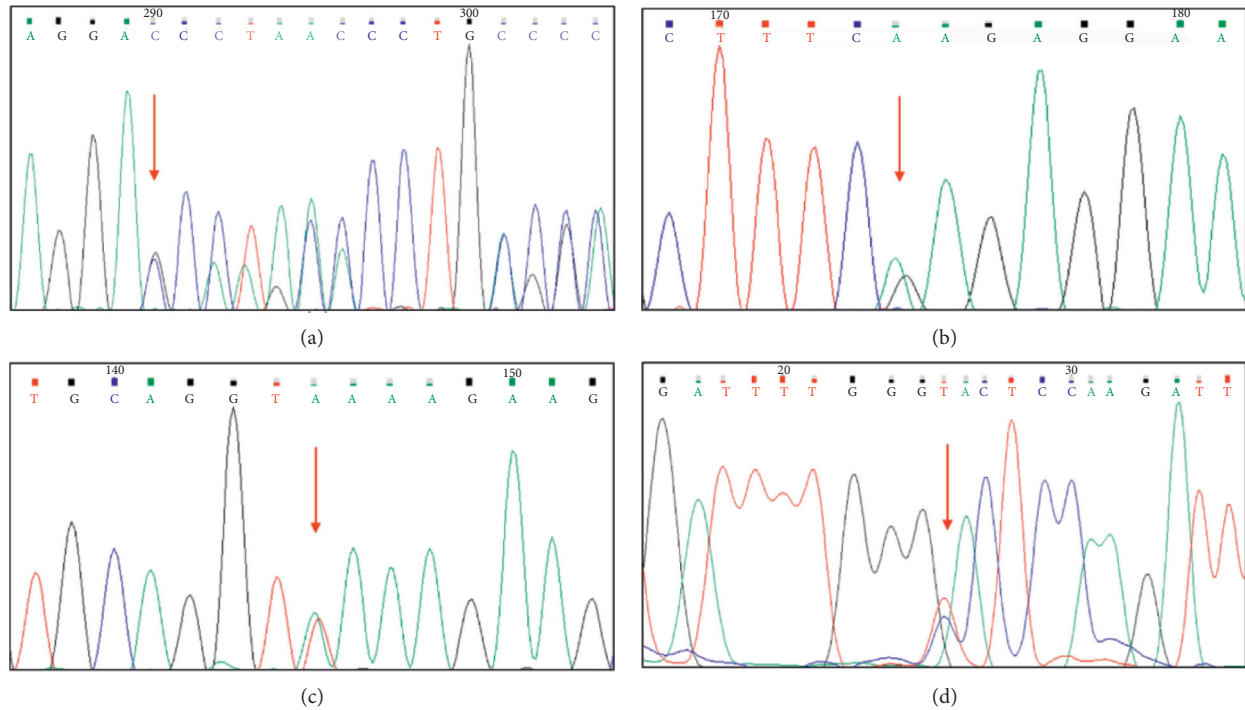 290 300
A G G A C C C T A A C C C T G C C C C
(a)
170 180
C T T T C A A G A G G A A
(b)
140 150
T G C A G G T A A A A G A A G
(c)
20 30
G A T T T T G G G T A C T C C A A G A T T
(d)